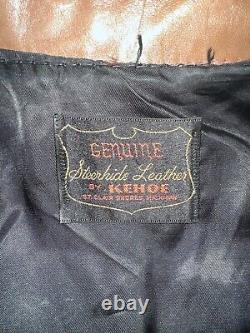 GENUINE
Steerhide Leather
BY KEHOE
ST. CLAIR SHORES, MICHIGAN